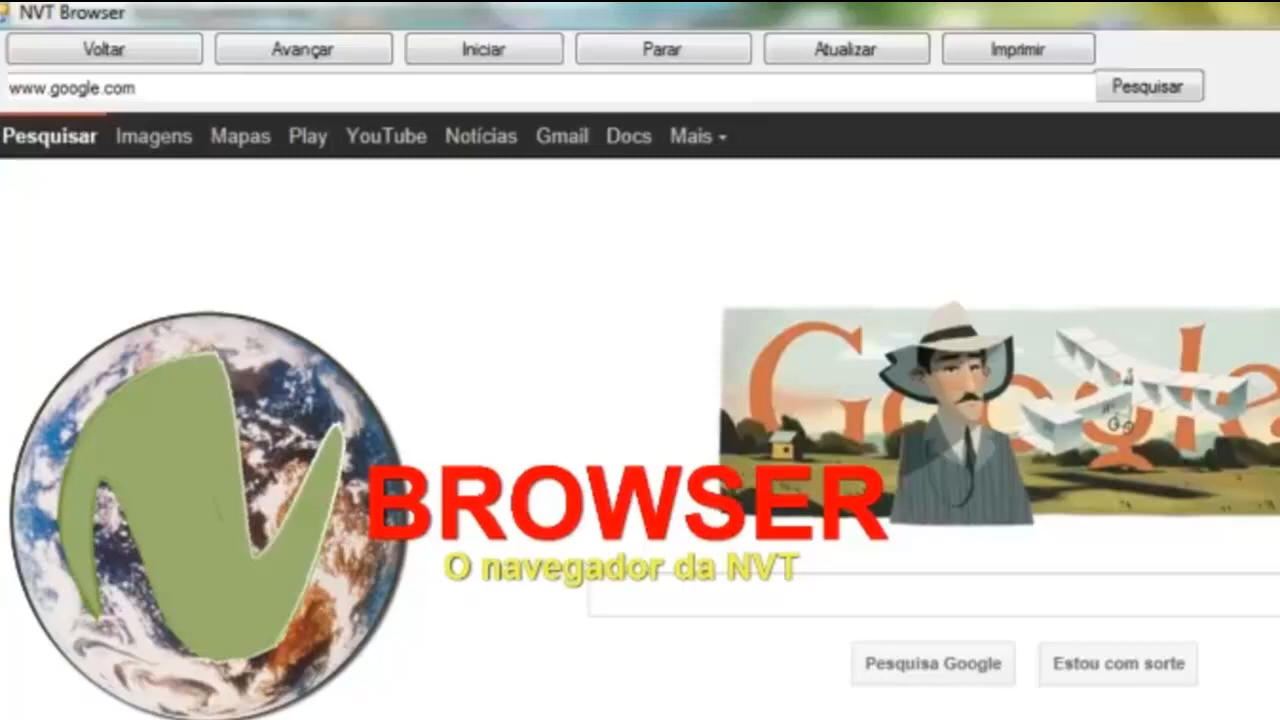 NVT Browser
Voltar Avançar Iniciar Parar Atualizar Imprimir
www.google.com Pesquisar
Pesquisar Imagens Mapas Play YouTube Notícias Gmail Docs Mais
Google
BROWSER
O navegador da NVT
Pesquisa Google Estou com sorte